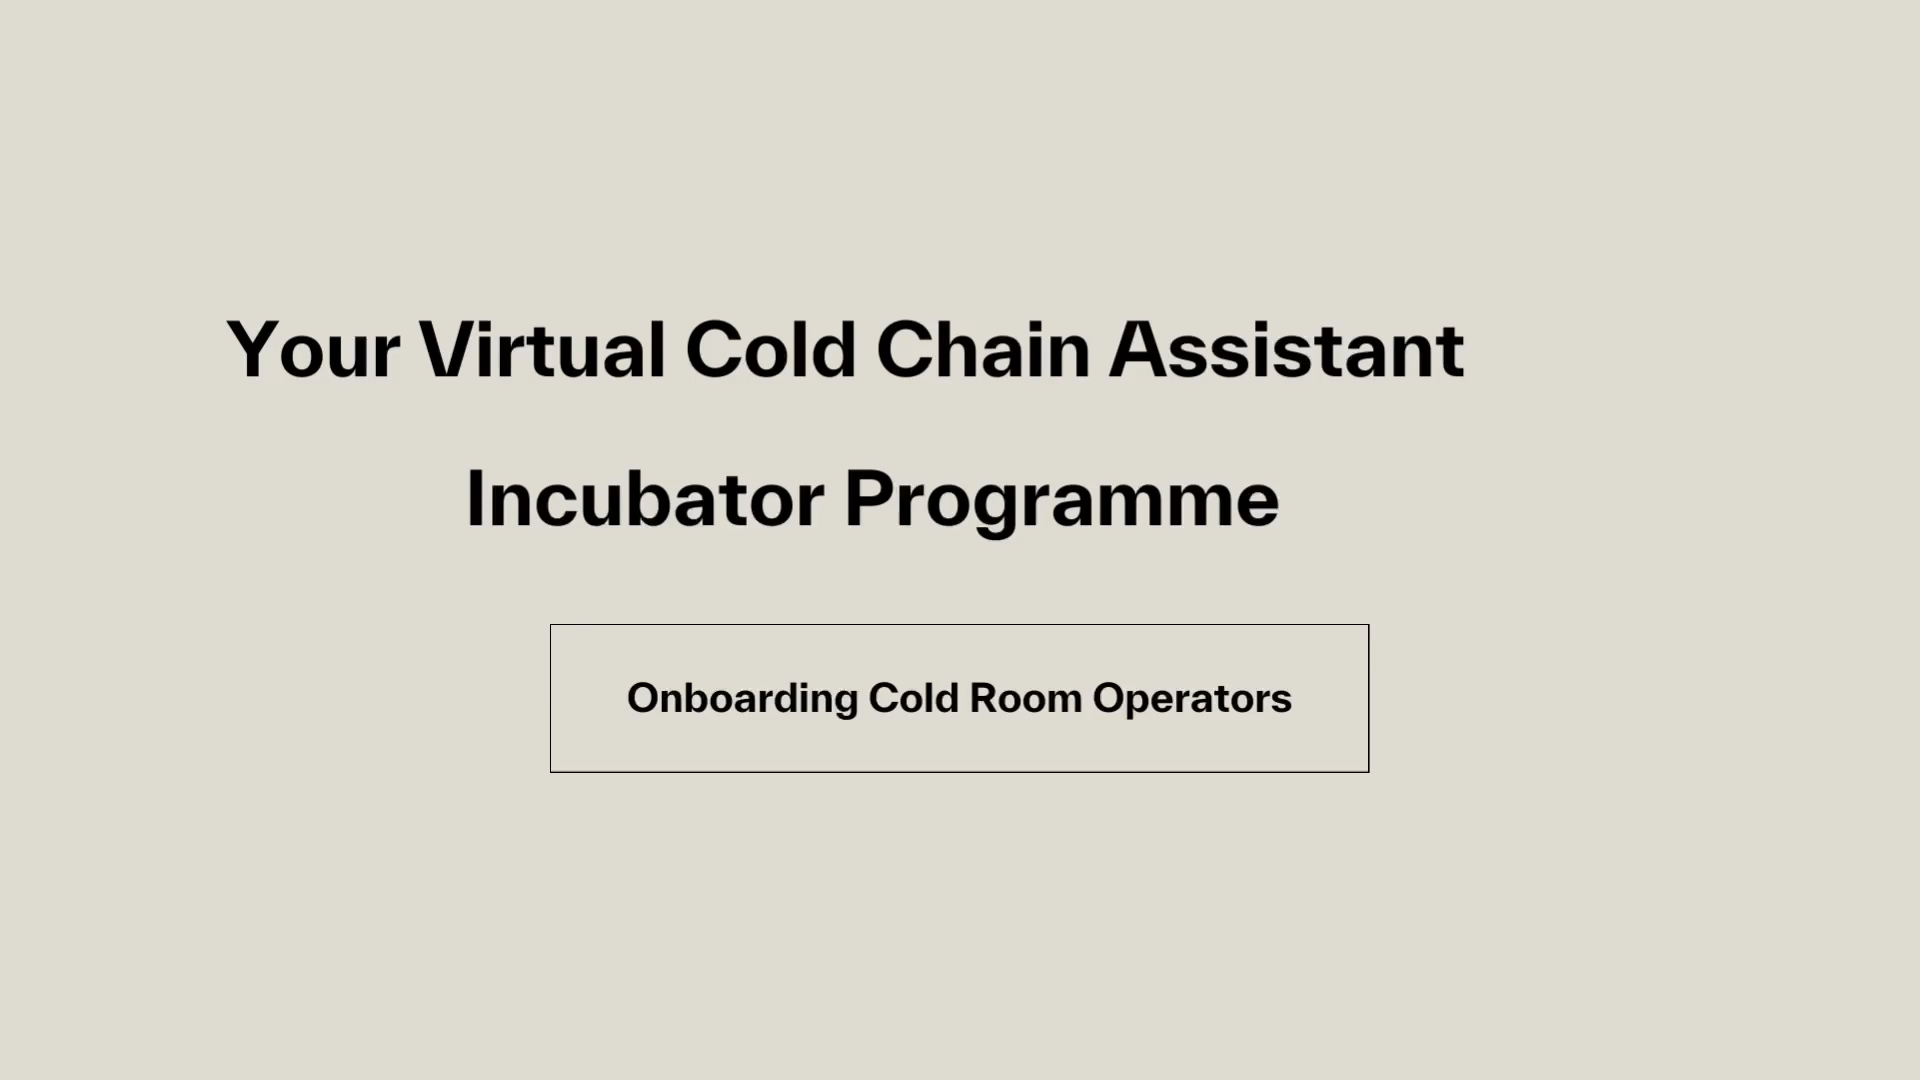 Your Virtual Cold Chain Assistant
Incubator Programme
Onboarding Cold Room Operators